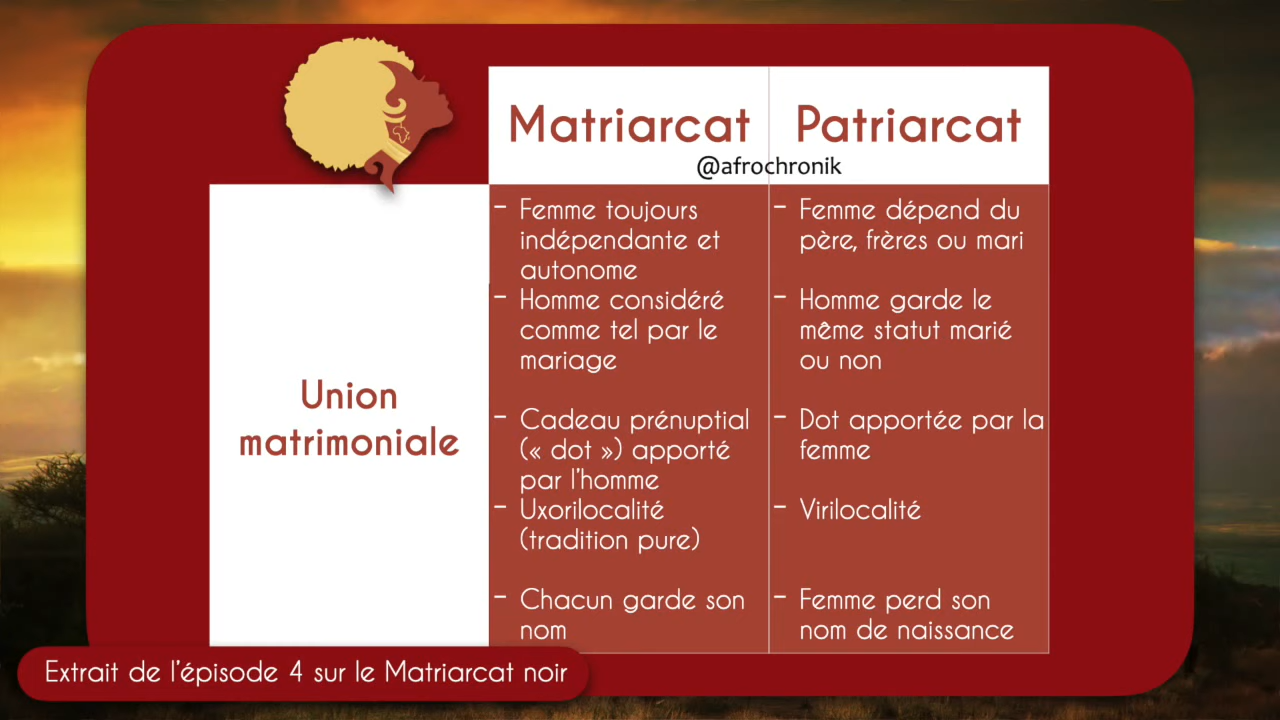 Matriarcat
Patriarcat
@afrochronik
Union
matrimoniale
- Femme toujours
indépendante et
autonome
- Homme considéré
comme tel par le
mariage
- Cadeau prénuptial
(« dot ») apporté
par l'homme
- Uxorilocalité
(tradition pure)
- Chacun garde son
nom
- Femme dépend du
père, frères ou mari
- Homme garde le
même statut marié
ou non
- Dot apportée par la
femme
- Virilocalité
- Femme perd son
nom de naissance
Extrait de l'épisode 4 sur le Matriarcat noir